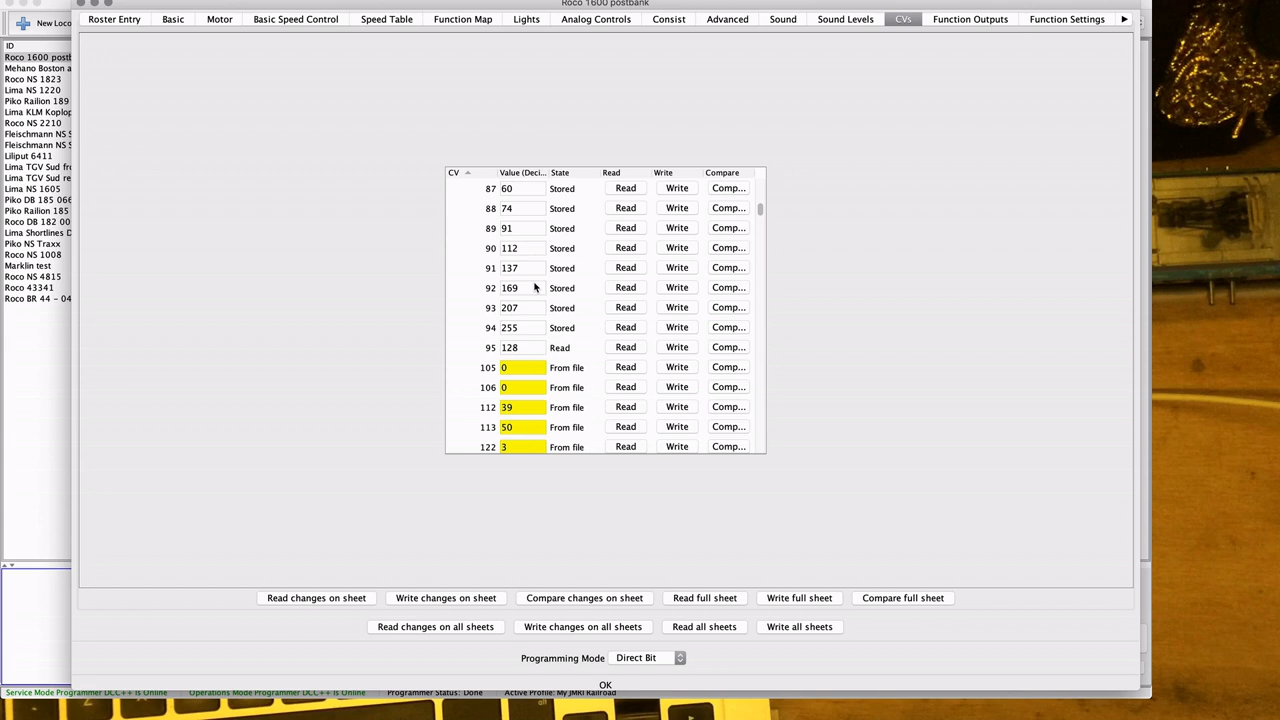 Roco 1600 postbank
Roster Entry Basic Motor Basic Speed Control Speed Table Function Map Lights Analog Controls Consist Advanced Sound Sound Levels CVs Function Outputs Function Settings
New Loco
ID
Roco 1600 postb
Mehano Boston a
Roco NS 1823
Lima NS 1220
Piko Railion 189
Lima KLM Koplop
Roco NS 2210
Fleischmann NS S
Fleischmann NS S
Liliput 6411
Lima TGV Sud fro
Lima TGV Sud re
Lima NS 1605
Piko DB 185 066
Piko Railion 185
Roco DB 182 00
Lima Shortlines D
Piko NS Traxx
Roco NS 1008
Marklin test
Roco NS 4815
Roco 43341
Roco BR 44 - 04
CV Value (Deci... State Read Write Compare
87 60 Stored Read Write Comp...
88 74 Stored Read Write Comp...
89 91 Stored Read Write Comp...
90 112 Stored Read Write Comp...
91 137 Stored Read Write Comp...
92 169 Stored Read Write Comp...
93 207 Stored Read Write Comp...
94 255 Stored Read Write Comp...
95 128 Read Read Write Comp...
105 0 From file Read Write Comp...
106 0 From file Read Write Comp...
112 39 From file Read Write Comp...
113 50 From file Read Write Comp...
122 3 From file Read Write Comp...
Read changes on sheet Write changes on sheet Compare changes on sheet Read full sheet Write full sheet Compare full sheet
Read changes on all sheets Write changes on all sheets Read all sheets Write all sheets
Programming Mode Direct Bit
OK
Service Mode Programmer DCC++ Is Online Operations Mode Programmer DCC++ Is Online Programmer Status: Done Active Profile: My JMRI Railroad